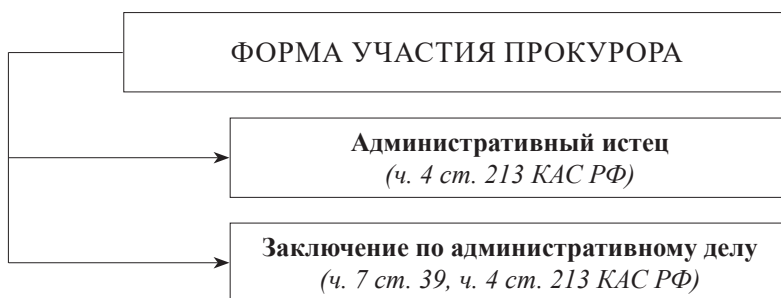 ФОРМА УЧАСТИЯ ПРОКУРОРА
Административный истец
(ч. 4 ст. 213 КАС РФ)
Заключение по административному делу
(ч. 7 ст. 39, ч. 4 ст. 213 КАС РФ)